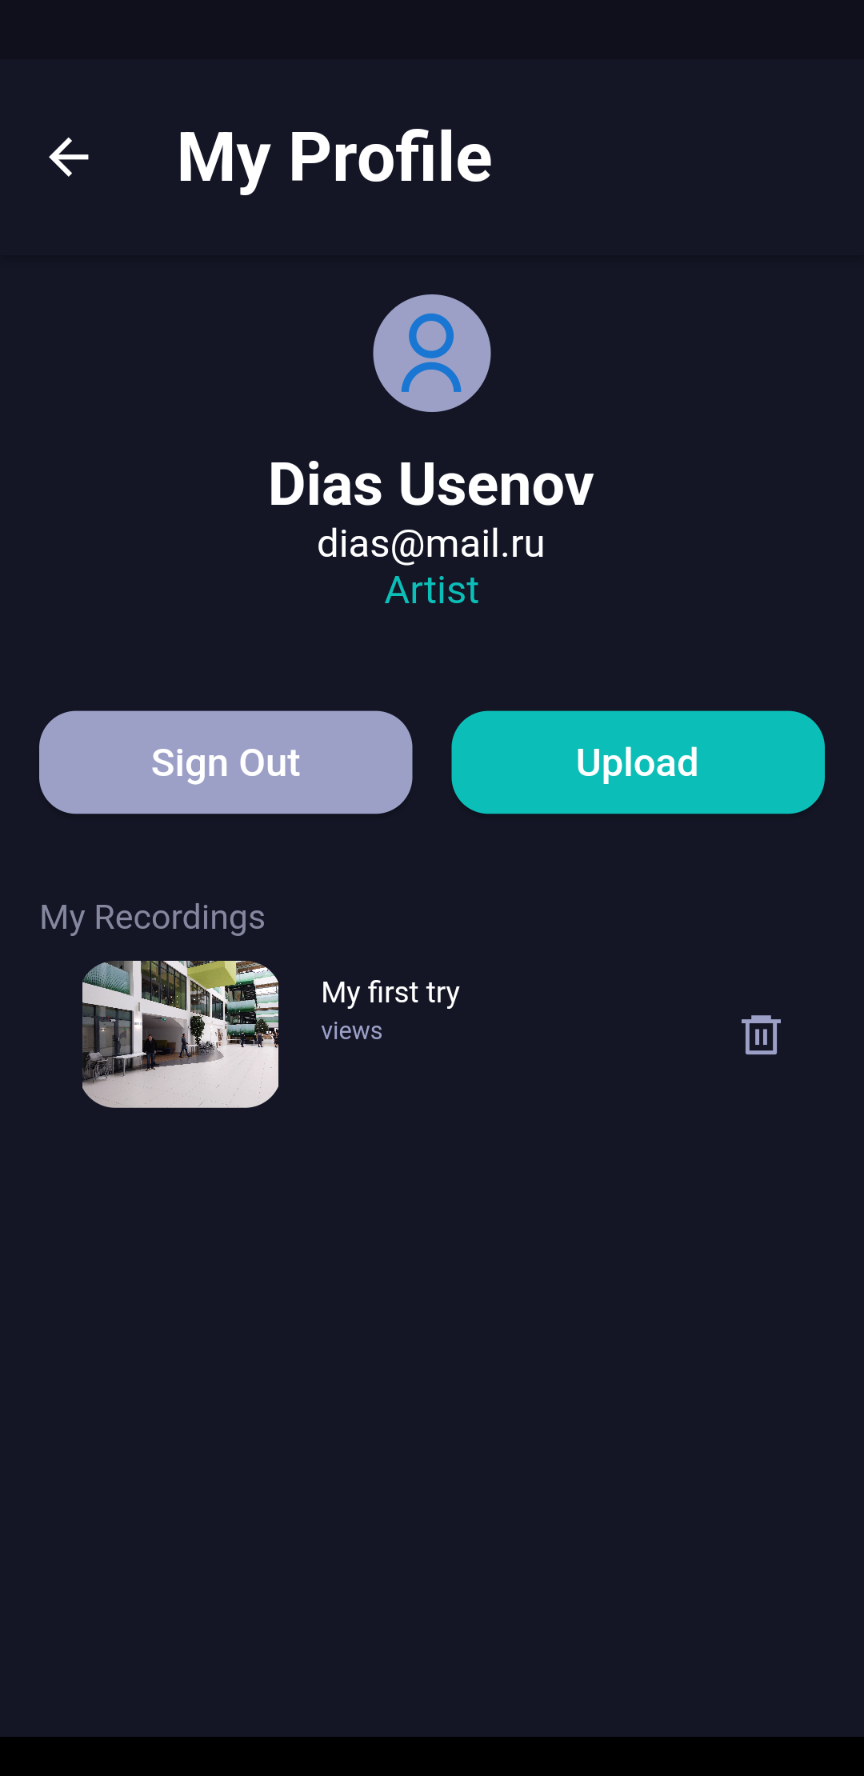 My Profile
Dias Usenov
dias@mail.ru
Artist
Sign Out
Upload
My Recordings
My first try
views